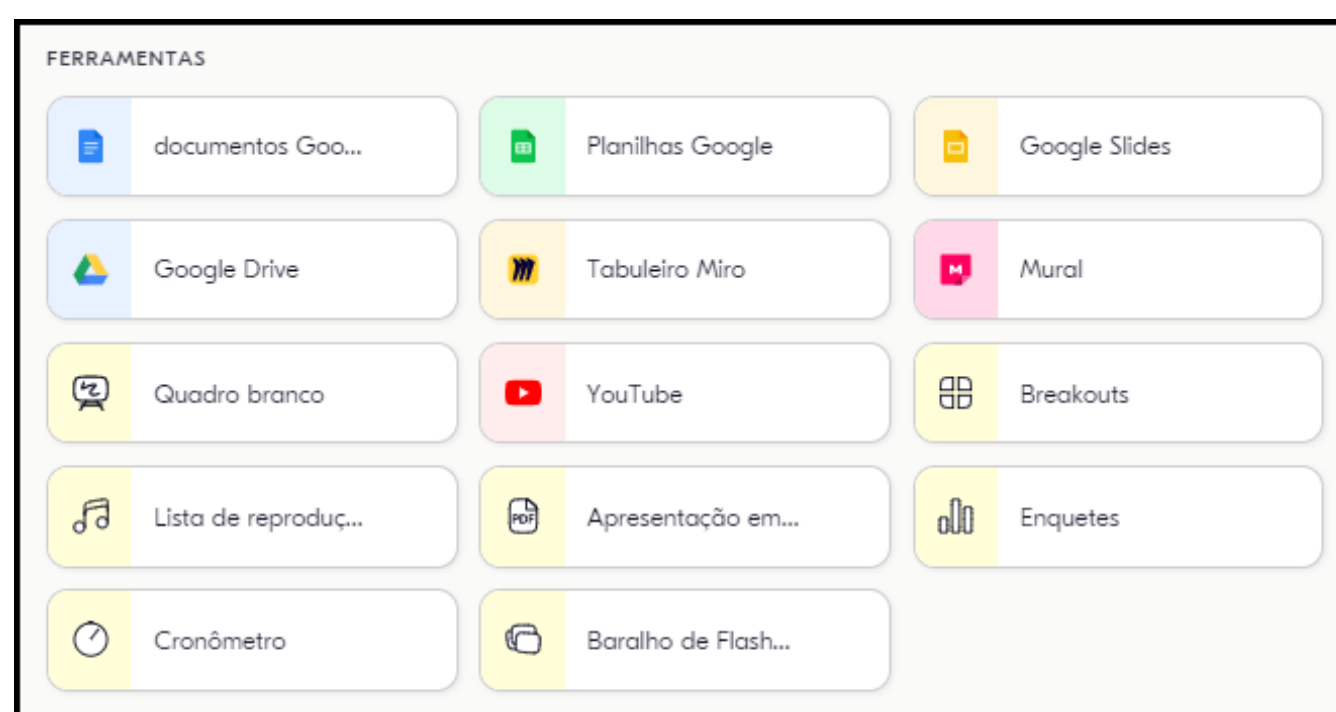 FERRAMENTAS
documentos Goo...
Planilhas Google
Google Slides
Google Drive
Tabuleiro Miro
M
Mural
Quadro branco
YouTube
Breakouts
Lista de reproduç...
PDF
Apresentação em...
Enquetes
Cronômetro
Baralho de Flash...